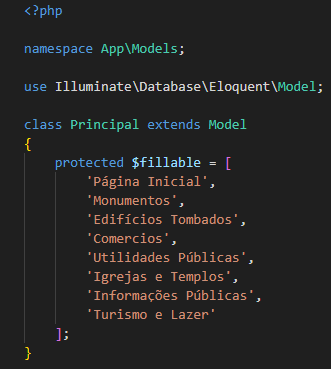 <?php
namespace App\Models;
use Illuminate\Database\Eloquent\Model;
class Principal extends Model
{
    protected $fillable = [
        'Página Inicial',
        'Monumentos',
        'Edifícios Tombados',
        'Comercios',
        'Utilidades Públicas',
        'Igrejas e Templos',
        'Informações Públicas',
        'Turismo e Lazer'
    ];
}